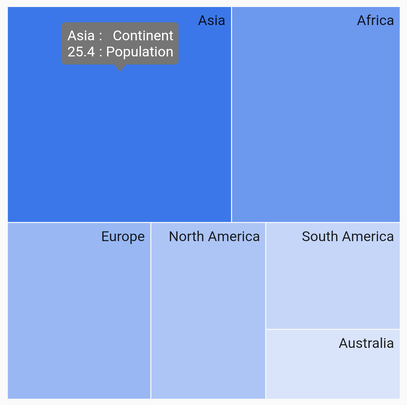 Asia
Africa
Asia :   Continent
25.4 : Population
Europe
North America
South America
Australia